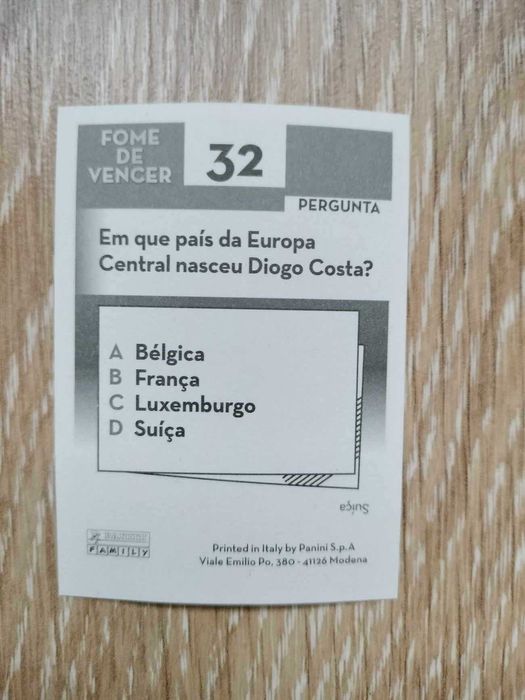 FOME
DE
VENCER
32
PERGUNTA
Em que país da Europa
Central nasceu Diogo Costa?
A Bélgica
B França
C Luxemburgo
D Suíça
Suíça
FAMILY
Printed in Italy by Panini S.p.A
Viale Emilio Po, 380 - 41126 Modena